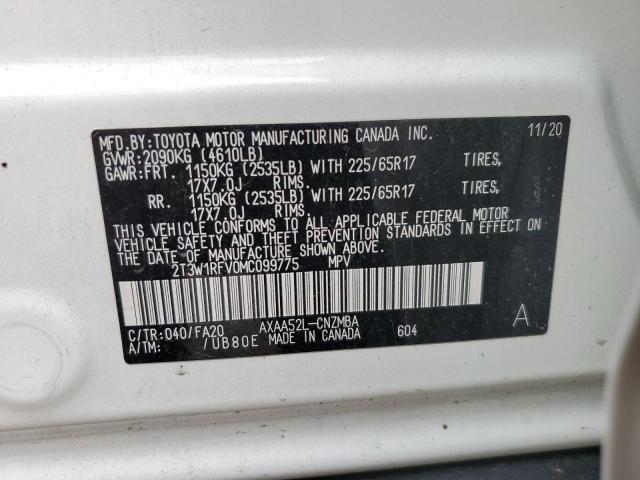 MFD.BY:TOYOTA MOTOR MANUFACTURING CANADA INC. 11/20
GVWR:2090KG (4610LB)
GAWR:FRT. 1150KG (2535LB) WITH 225/65R17 TIRES,
17X7.0J RIMS.
RR. 1150KG (2535LB) WITH 225/65R17 TIRES,
17X7.0J RIMS.
THIS VEHICLE CONFORMS TO ALL APPLICABLE FEDERAL MOTOR
VEHICLE SAFETY AND THEFT PREVENTION STANDARDS IN EFFECT ON
THE DATE OF MANUFACTURE SHOWN ABOVE.
2T3W1RFV0MC099775 MPV
C/TR:040/FA20 AXAA52L-CNZMBA 604 A
A/TM: /UB80E MADE IN CANADA